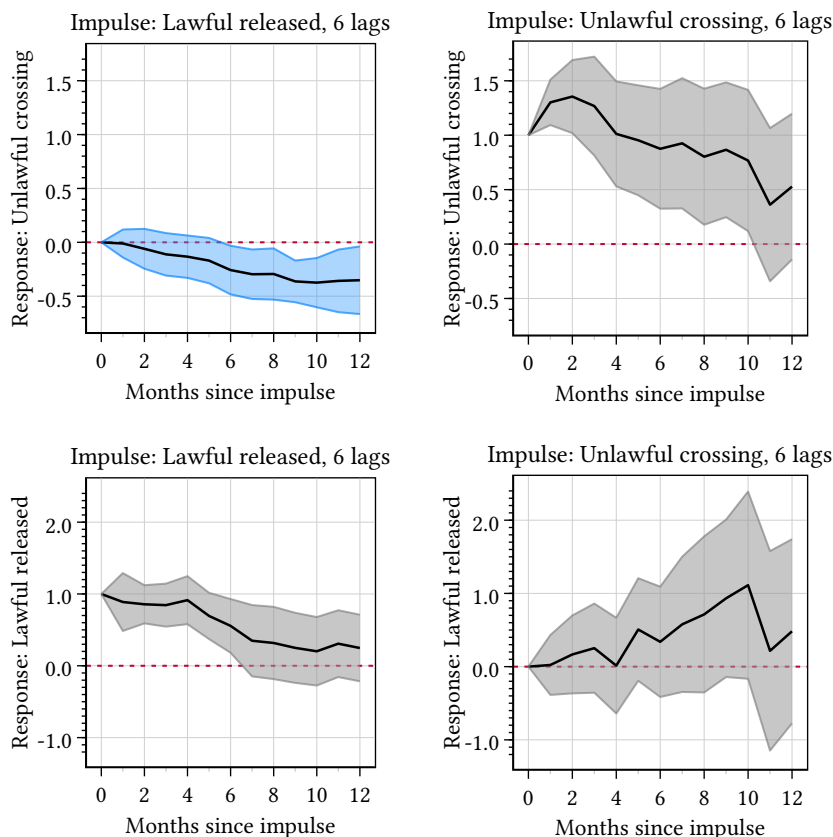 Impulse: Lawful released, 6 lags
Response: Unlawful crossing
1.5
1.0
0.5
0.0
-0.5
0 2 4 6 8 10 12
Months since impulse
Impulse: Unlawful crossing, 6 lags
Response: Unlawful crossing
1.5
1.0
0.5
0.0
-0.5
0 2 4 6 8 10 12
Months since impulse
Impulse: Lawful released, 6 lags
Response: Lawful released
2.0
1.0
0.0
-1.0
0 2 4 6 8 10 12
Months since impulse
Impulse: Unlawful crossing, 6 lags
Response: Lawful released
2.0
1.0
0.0
-1.0
0 2 4 6 8 10 12
Months since impulse